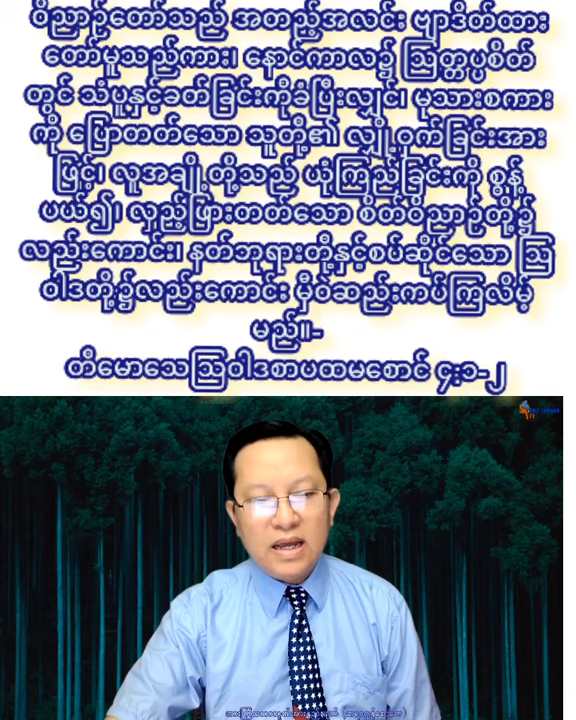 ဝိညာဉ်တော်သည် အတည့်အလင်း ဗျာဒိတ်ထား
တော်မူသည်ကား၊ နောင်ကာလ၌ ဩတ္တပ္ပစိတ်
တွင် သံပူနှင့်ခတ်ခြင်းကိုခံပြီးလျှင်၊ မုသားစကား
ကို ပြောတတ်သော သူတို့၏ လျှို့ဝှက်ခြင်းအား
ဖြင့်၊ လူအချို့တို့သည် ယုံကြည်ခြင်းကို စွန့်
ပယ်၍၊ လှည့်ဖြားတတ်သော စိတ်ဝိညာဉ်တို့၌
လည်းကောင်း၊ နတ်ဘုရားတို့နှင့်စပ်ဆိုင်သော ဩ
ဝါဒတို့၌လည်းကောင်း မှီဝဲဆည်းကပ်ကြလိမ့်
မည်။-
တိမောသေဩဝါဒစာပထမစောင် ၄း၁-၂